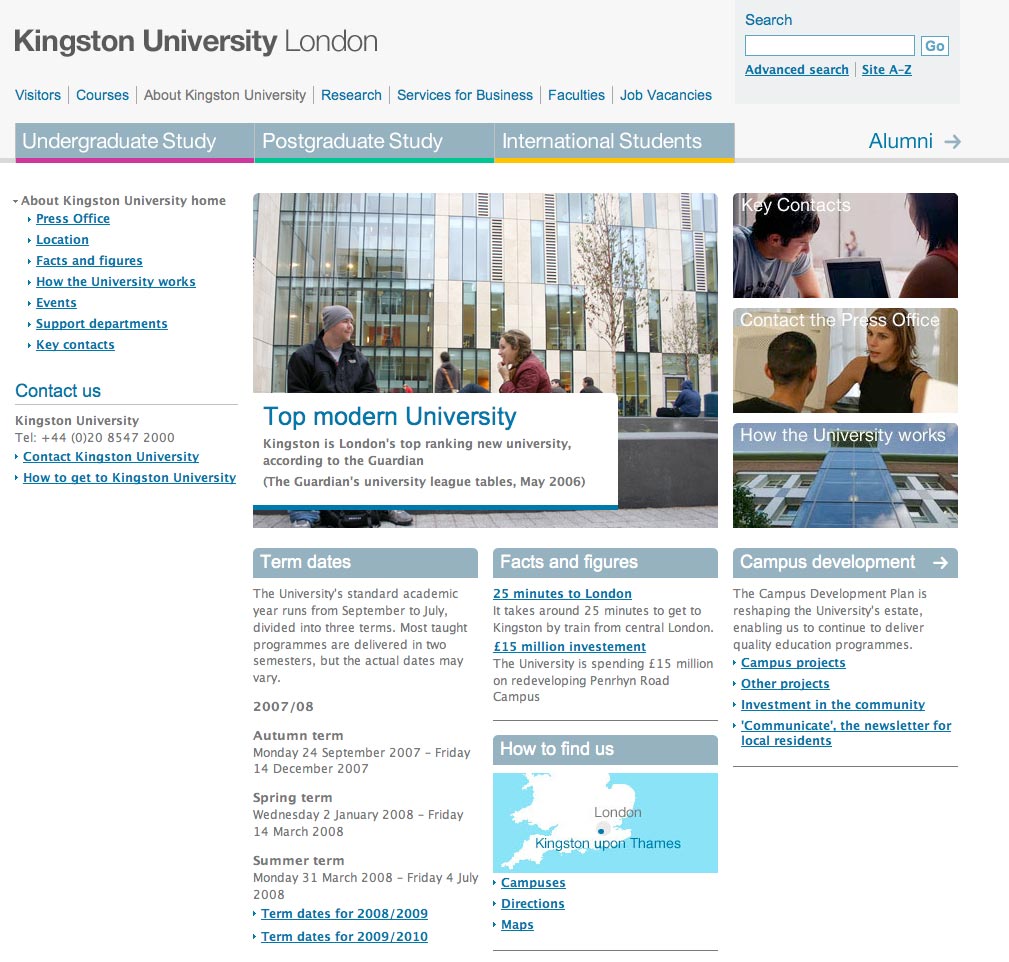 Kingston University London
Search
Go
Advanced search
Site A-Z
Visitors
Courses
About Kingston University
Research
Services for Business
Faculties
Job Vacancies
Undergraduate Study
Postgraduate Study
International Students
Alumni
About Kingston University home
Press Office
Location
Facts and figures
How the University works
Events
Support departments
Key contacts
Contact us
Kingston University
Tel: +44 (0)20 8547 2000
Contact Kingston University
How to get to Kingston University
Top modern University
Kingston is London's top ranking new university,
according to the Guardian
(The Guardian's university league tables, May 2006)
Key Contacts
Contact the Press Office
How the University works
Term dates
The University's standard academic
year runs from September to July,
divided into three terms. Most taught
programmes are delivered in two
semesters, but the actual dates may
vary.
2007/08
Autumn term
Monday 24 September 2007 – Friday
14 December 2007
Spring term
Wednesday 2 January 2008 – Friday
14 March 2008
Summer term
Monday 31 March 2008 – Friday 4 July
2008
Term dates for 2008/2009
Term dates for 2009/2010
Facts and figures
25 minutes to London
It takes around 25 minutes to get to
Kingston by train from central London.
£15 million investement
The University is spending £15 million
on redeveloping Penrhyn Road
Campus
How to find us
London
Kingston upon Thames
Campuses
Directions
Maps
Campus development
The Campus Development Plan is
reshaping the University's estate,
enabling us to continue to deliver
quality education programmes.
Campus projects
Other projects
Investment in the community
'Communicate', the newsletter for
local residents